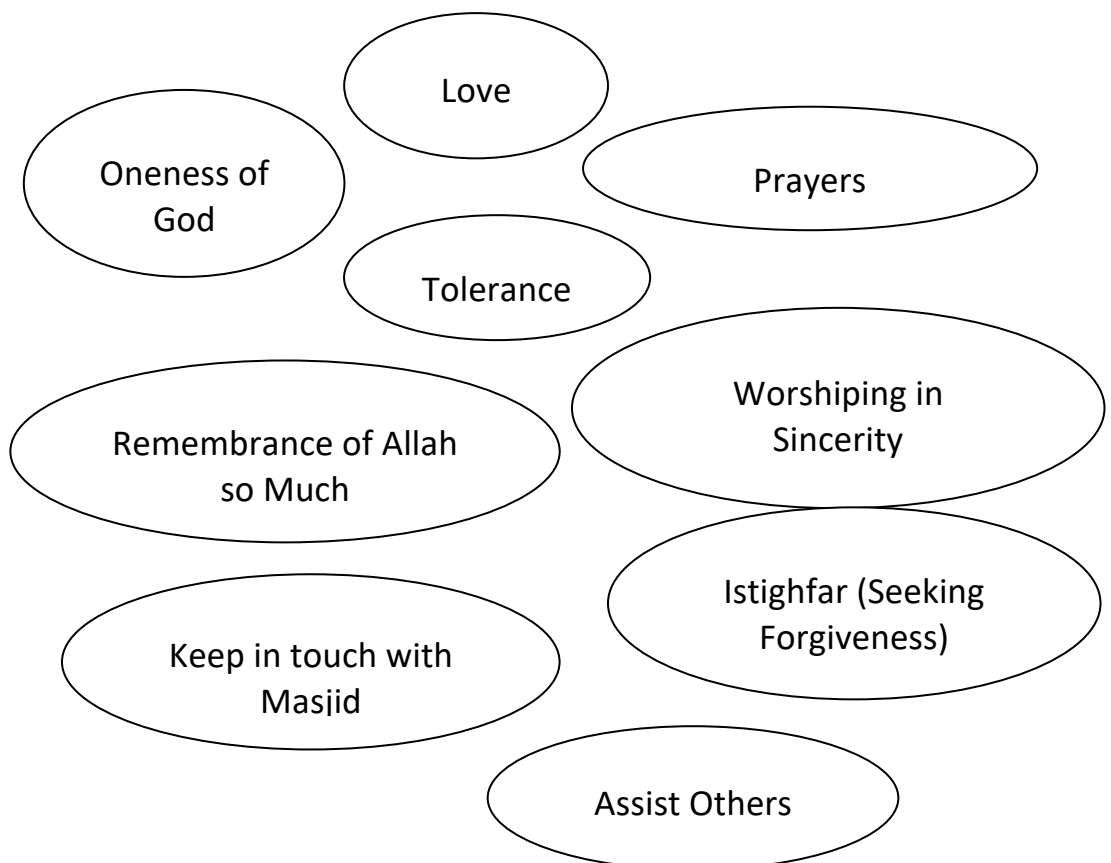 Love
Oneness of
God
Prayers
Tolerance
Worshiping in
Sincerity
Remembrance of Allah
so Much
Istighfar (Seeking
Forgiveness)
Keep in touch with
Masjid
Assist Others